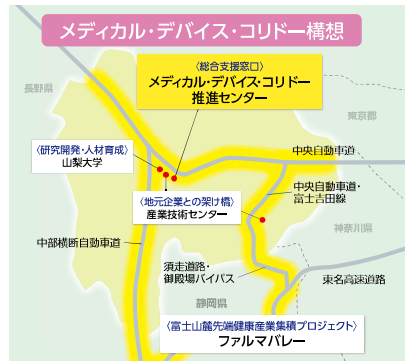 メディカル・デバイス・コリドー構想
長野県
〈総合支援窓口〉
メディカル・デバイス・コリドー
推進センター
東京都
〈研究開発・人材育成〉
山梨大学
中央自動車道
〈地元企業との架け橋〉
産業技術センター
中央自動車道・
富士吉田線
神奈川県
中部横断自動車道
須走道路・
御殿場バイパス
東名高速道路
静岡県
〈富士山麓先端健康産業集積プロジェクト〉
ファルマバレー